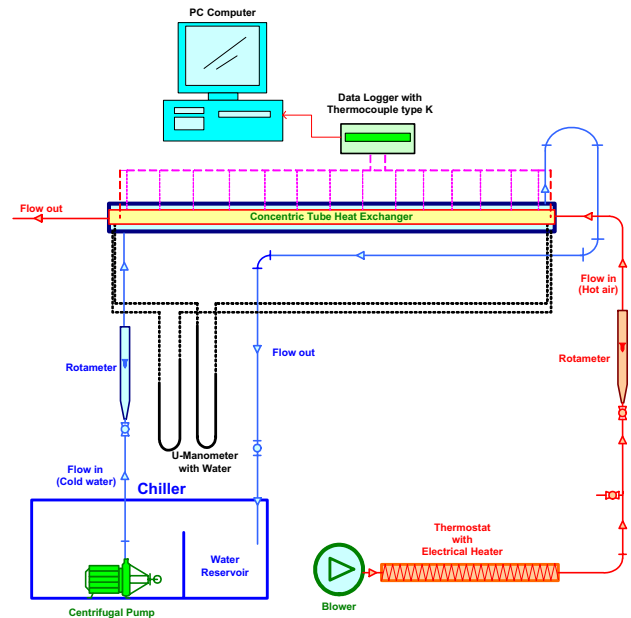 PC Computer
Data Logger with
Thermocouple type K
Flow out
Concentric Tube Heat Exchanger
Flow in
(Hot air)
Flow out
Rotameter
Rotameter
U-Manometer
with Water
Flow in
(Cold water)
Chiller
Thermostat
with
Electrical Heater
Water
Reservoir
Blower
Centrifugal Pump